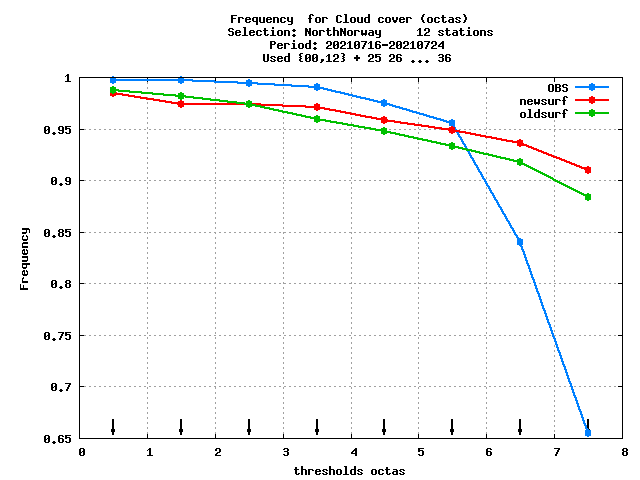 Frequency  for Cloud cover (octas)
Selection: NorthNorway     12 stations
Period: 20210716-20210724
Used {00,12} + 25 26 ... 36
OBS
newsurf
oldsurf
1
0.95
0.9
0.85
0.8
0.75
0.7
0.65
Frequency
0 1 2 3 4 5 6 7 8
thresholds octas